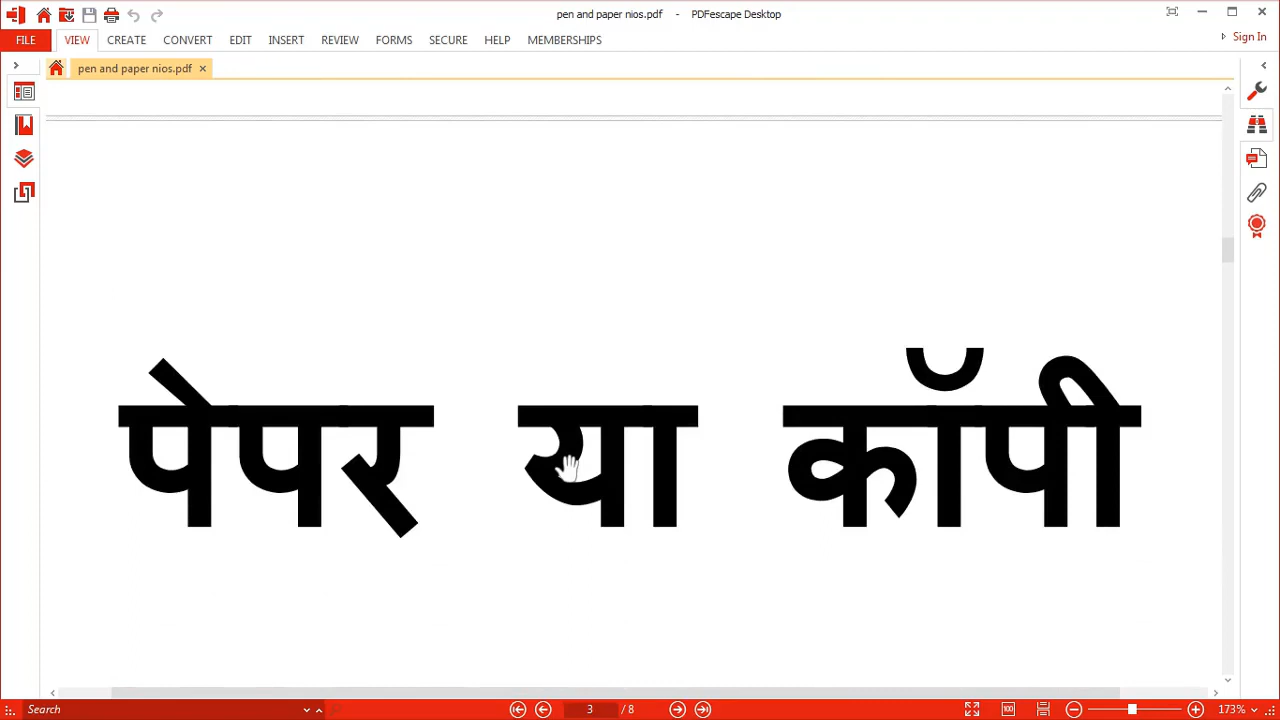 pen and paper nios.pdf - PDFescape Desktop
FILE VIEW CREATE CONVERT EDIT INSERT REVIEW FORMS SECURE HELP MEMBERSHIPS Sign In
pen and paper nios.pdf
पेपर या कॉपी
Search 3 / 8 173%